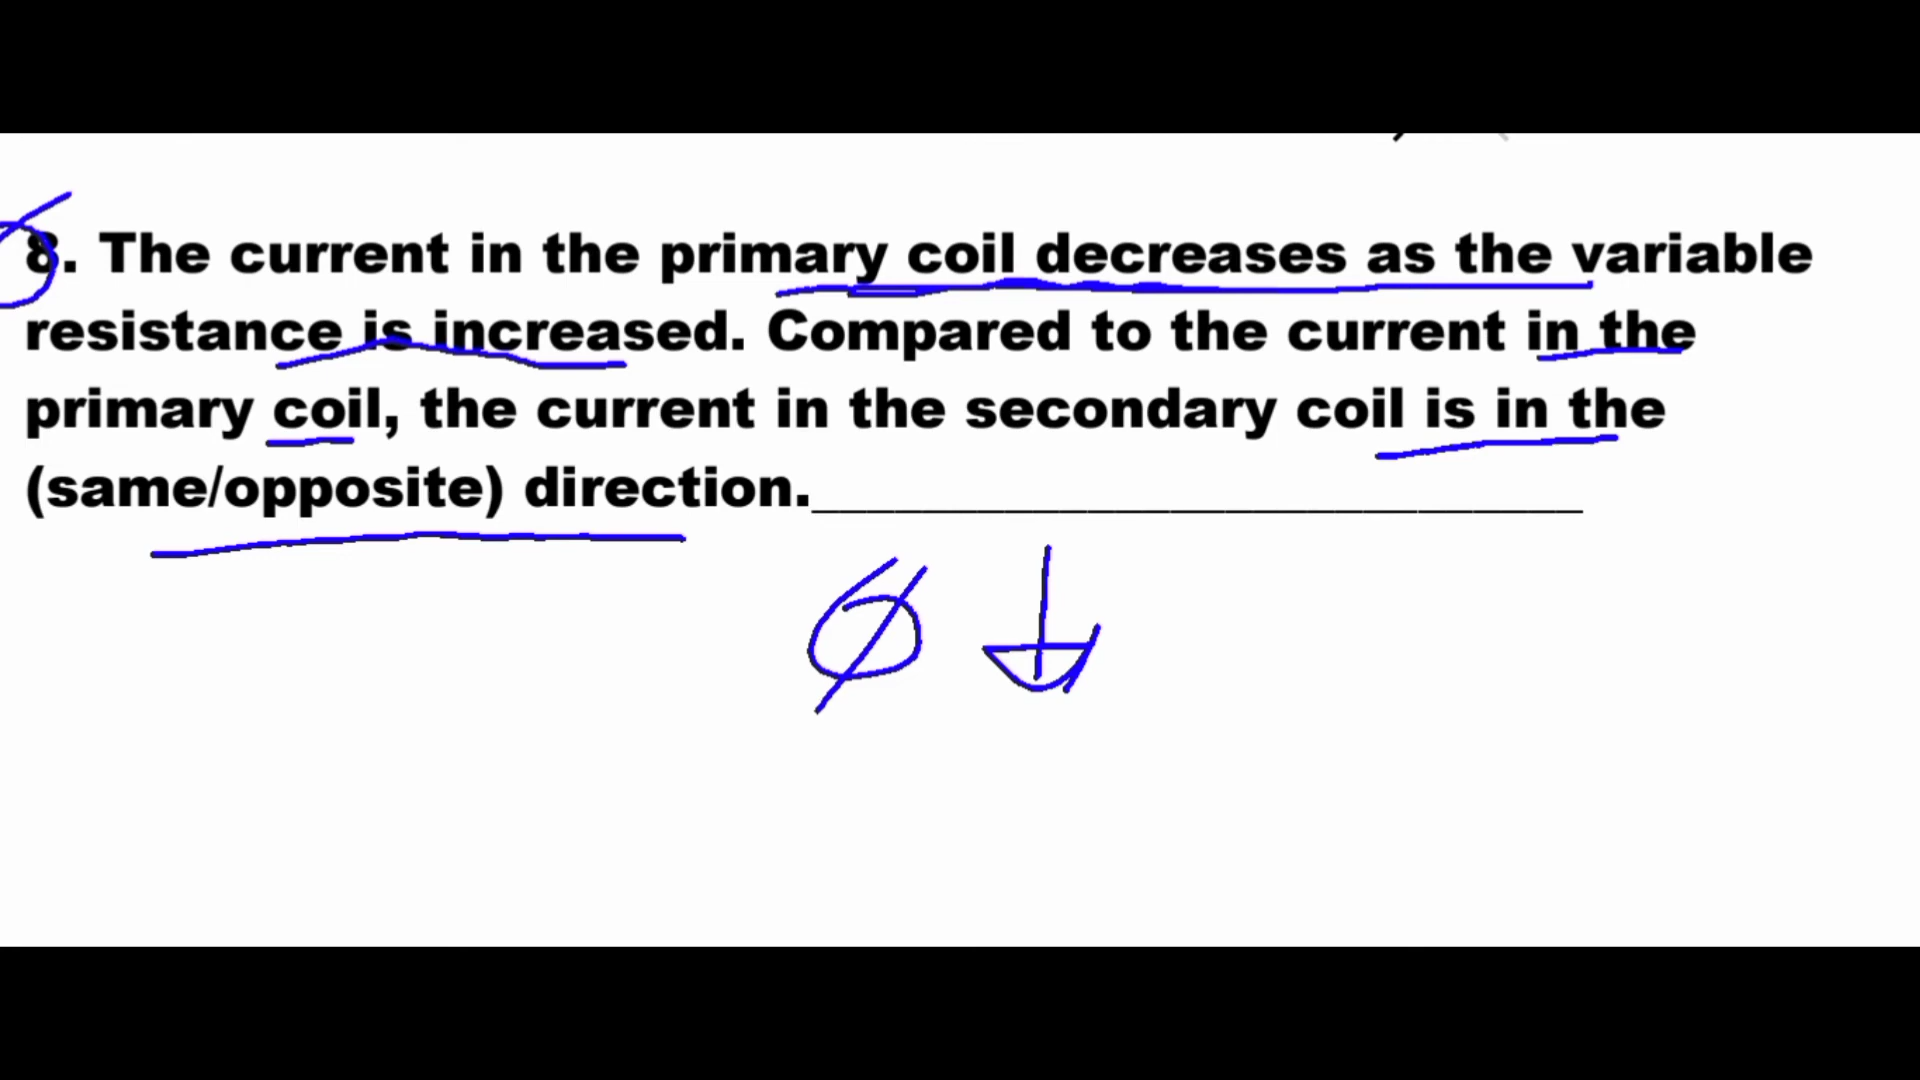 8. The current in the primary coil decreases as the variable
resistance is increased. Compared to the current in the
primary coil, the current in the secondary coil is in the
(same/opposite) direction.____________________________
∅ ↓